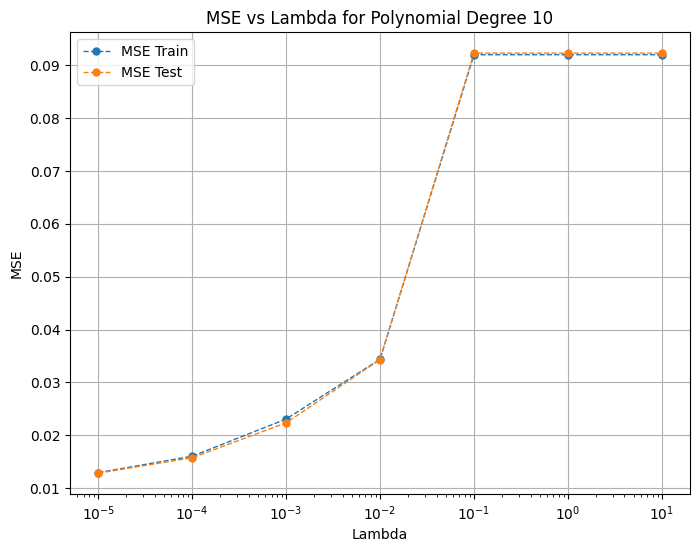 MSE vs Lambda for Polynomial Degree 10
MSE Train
MSE Test
0.09
0.08
0.07
0.06
0.05
0.04
0.03
0.02
0.01
MSE
10⁻⁵ 10⁻⁴ 10⁻³ 10⁻² 10⁻¹ 10⁰ 10¹
Lambda